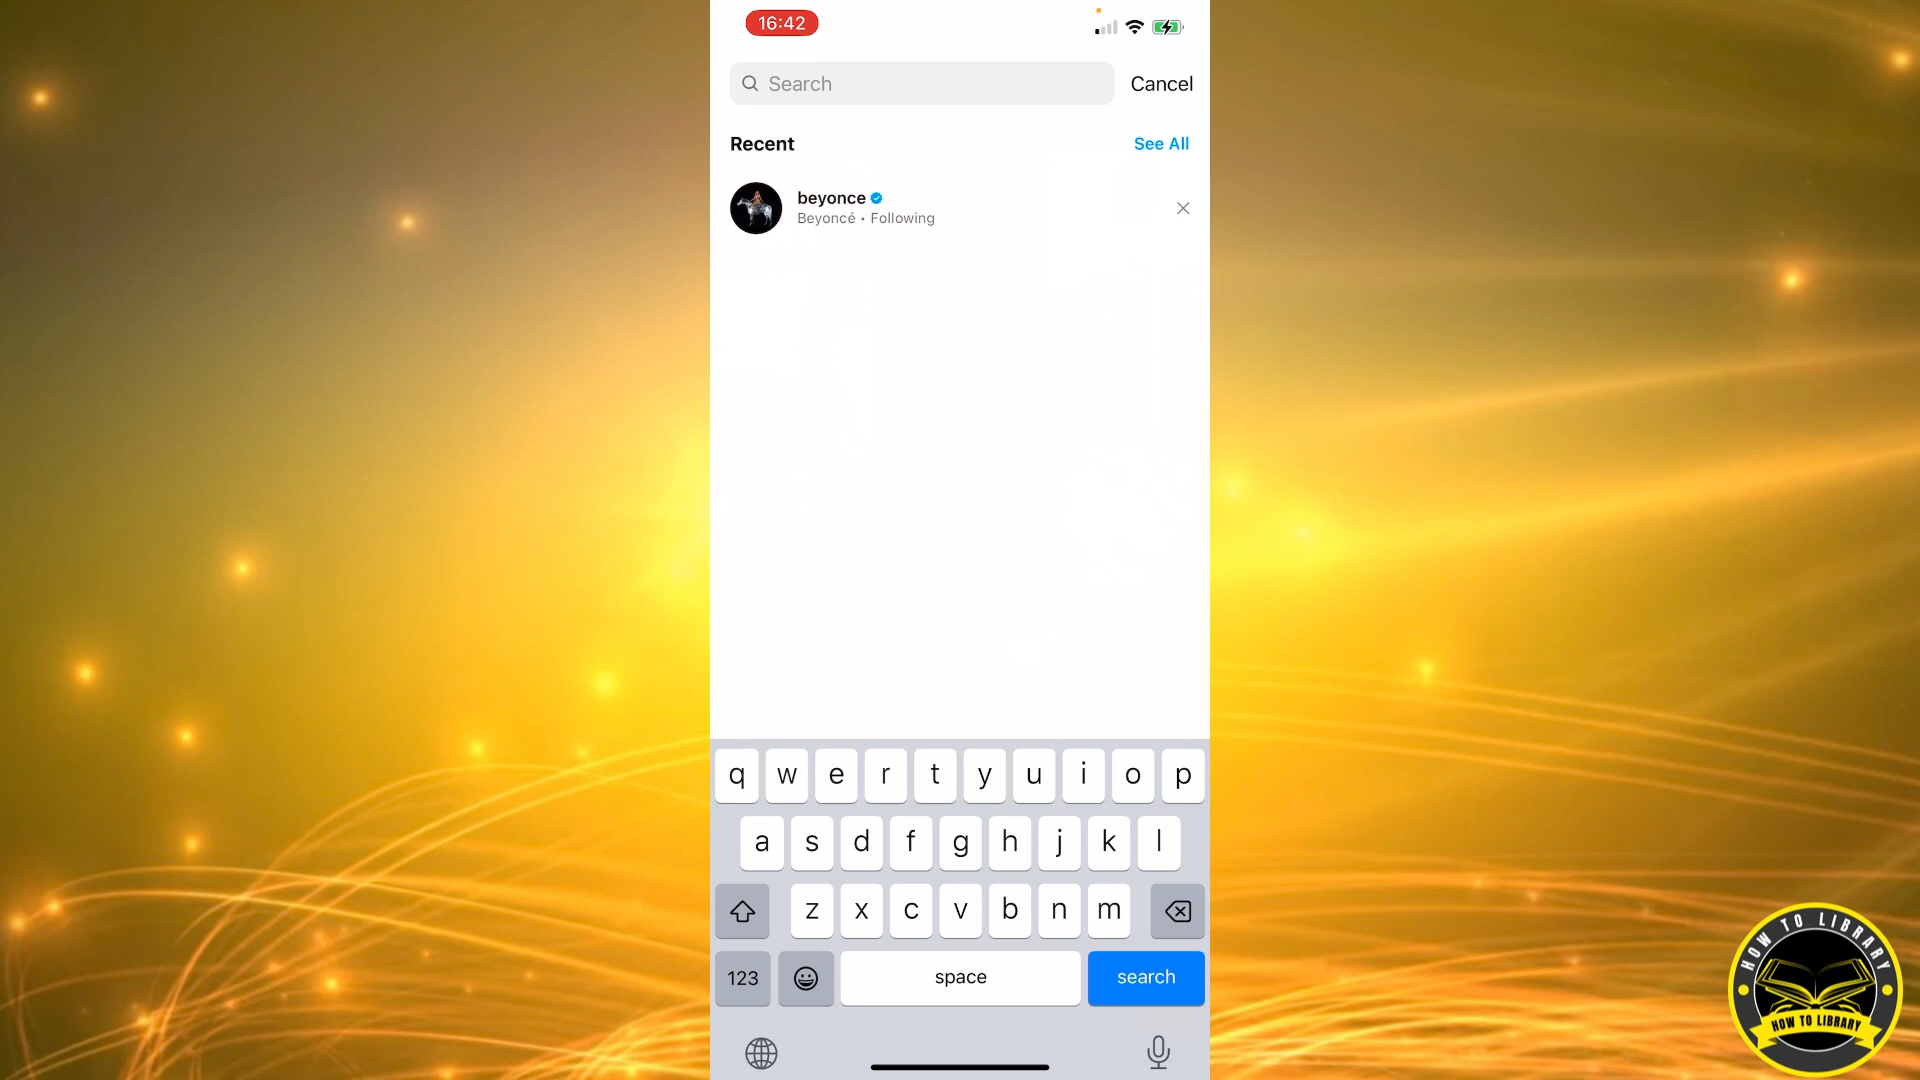 16:42
Search
Cancel
Recent
See All
beyonce
Beyoncé • Following
q w e r t y u i o p
a s d f g h j k l
z x c v b n m
123
space
search
HOW TO LIBRARY
HOW TO LIBRARY